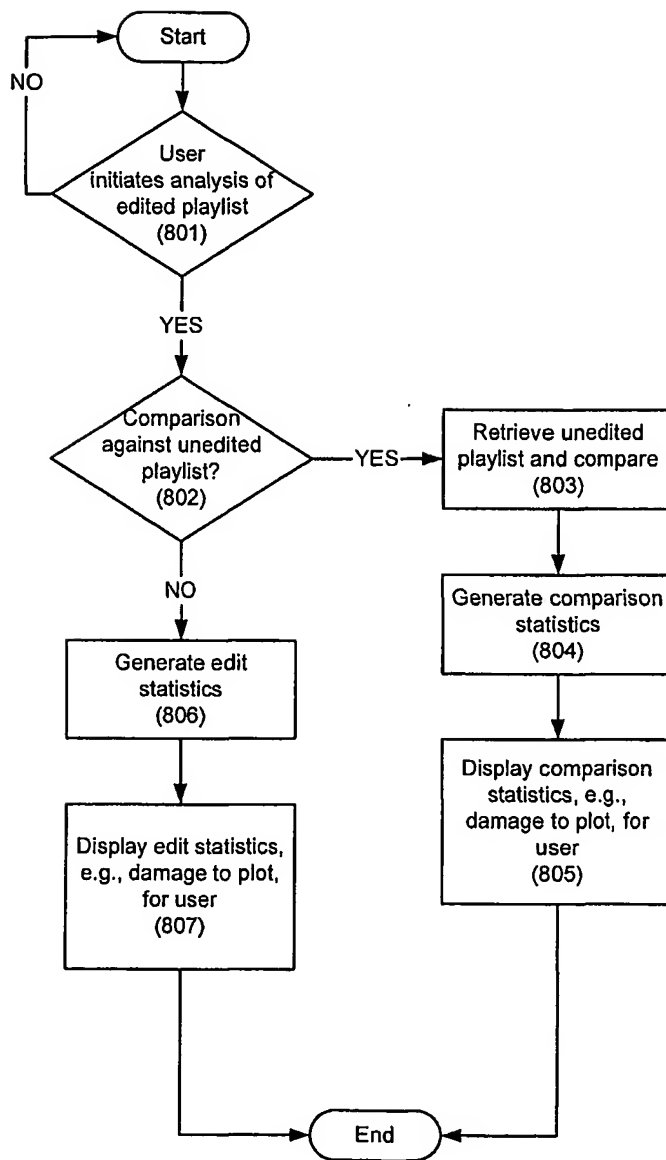 Start
NO
User
initiates analysis of
edited playlist
(801)
YES
Comparison
against unedited
playlist?
(802)
YES
Retrieve unedited
playlist and compare
(803)
NO
Generate comparison
statistics
(804)
Generate edit
statistics
(806)
Display comparison
statistics, e.g.,
damage to plot, for
user
(805)
Display edit statistics,
e.g., damage to plot,
for user
(807)
End